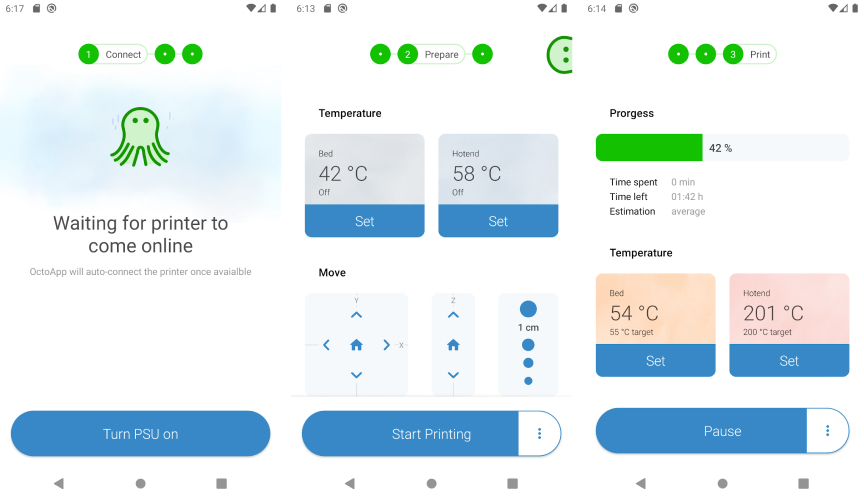 6:17
1 Connect
Waiting for printer to
come online
OctoApp will auto-connect the printer once avaialble
Turn PSU on
6:13
2 Prepare
Temperature
Bed
42 °C
Off
Set
Hotend
58 °C
Off
Set
Move
Y
X
Z
1 cm
Start Printing
6:14
3 Print
Prorgess
42 %
Time spent 0 min
Time left 01:42 h
Estimation average
Temperature
Bed
54 °C
55 °C target
Set
Hotend
201 °C
200 °C target
Set
Pause